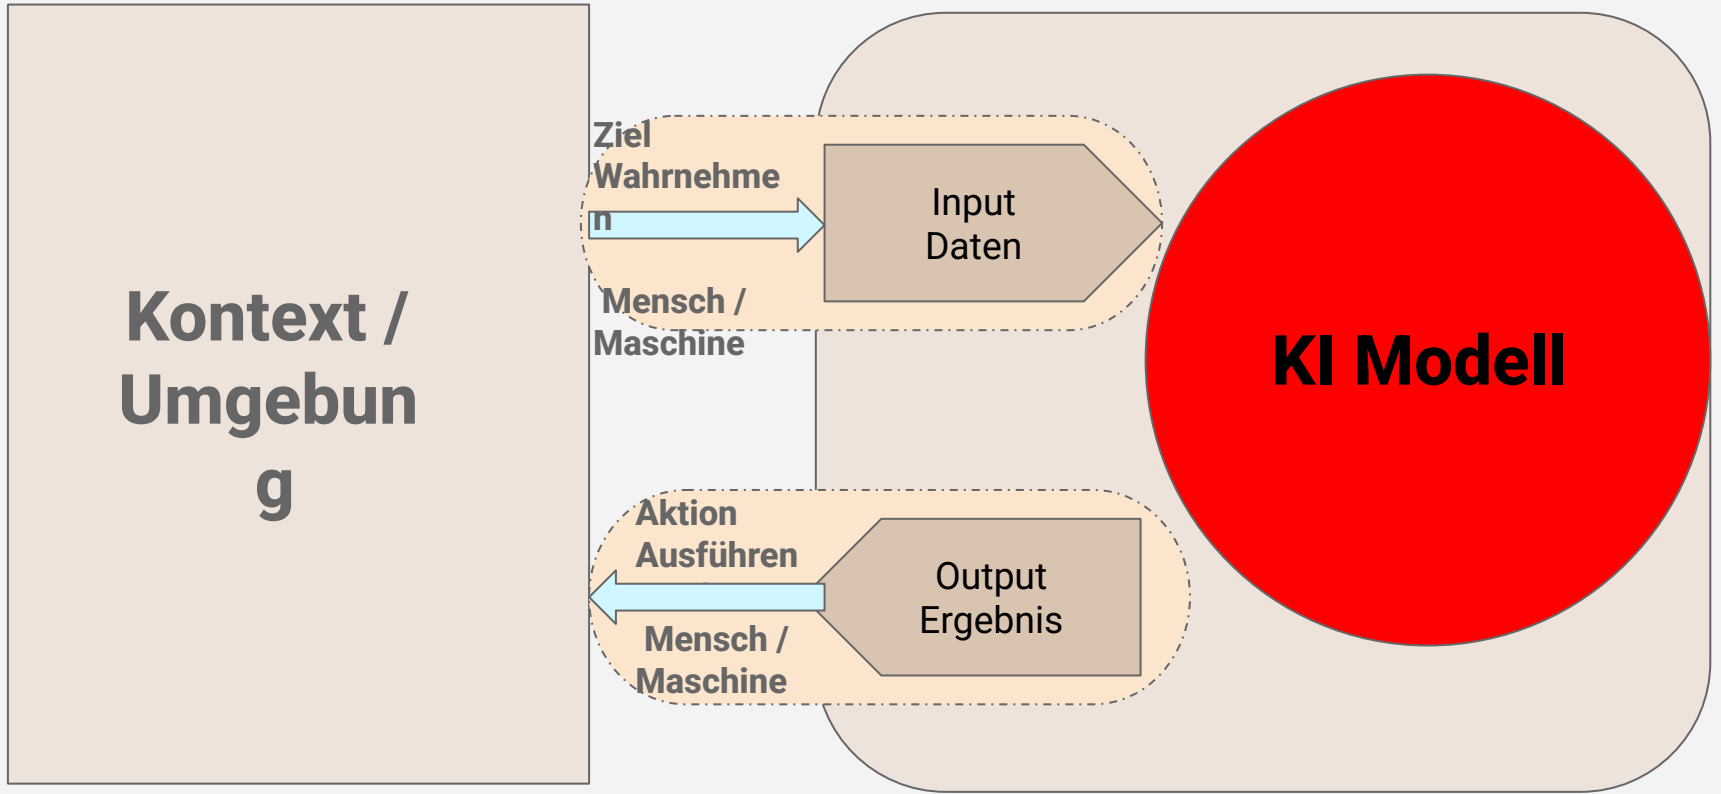 Kontext /
Umgebun
g
Ziel
Wahrnehme
n
Mensch /
Maschine
Input
Daten
KI Modell
Aktion
Ausführen
Mensch /
Maschine
Output
Ergebnis